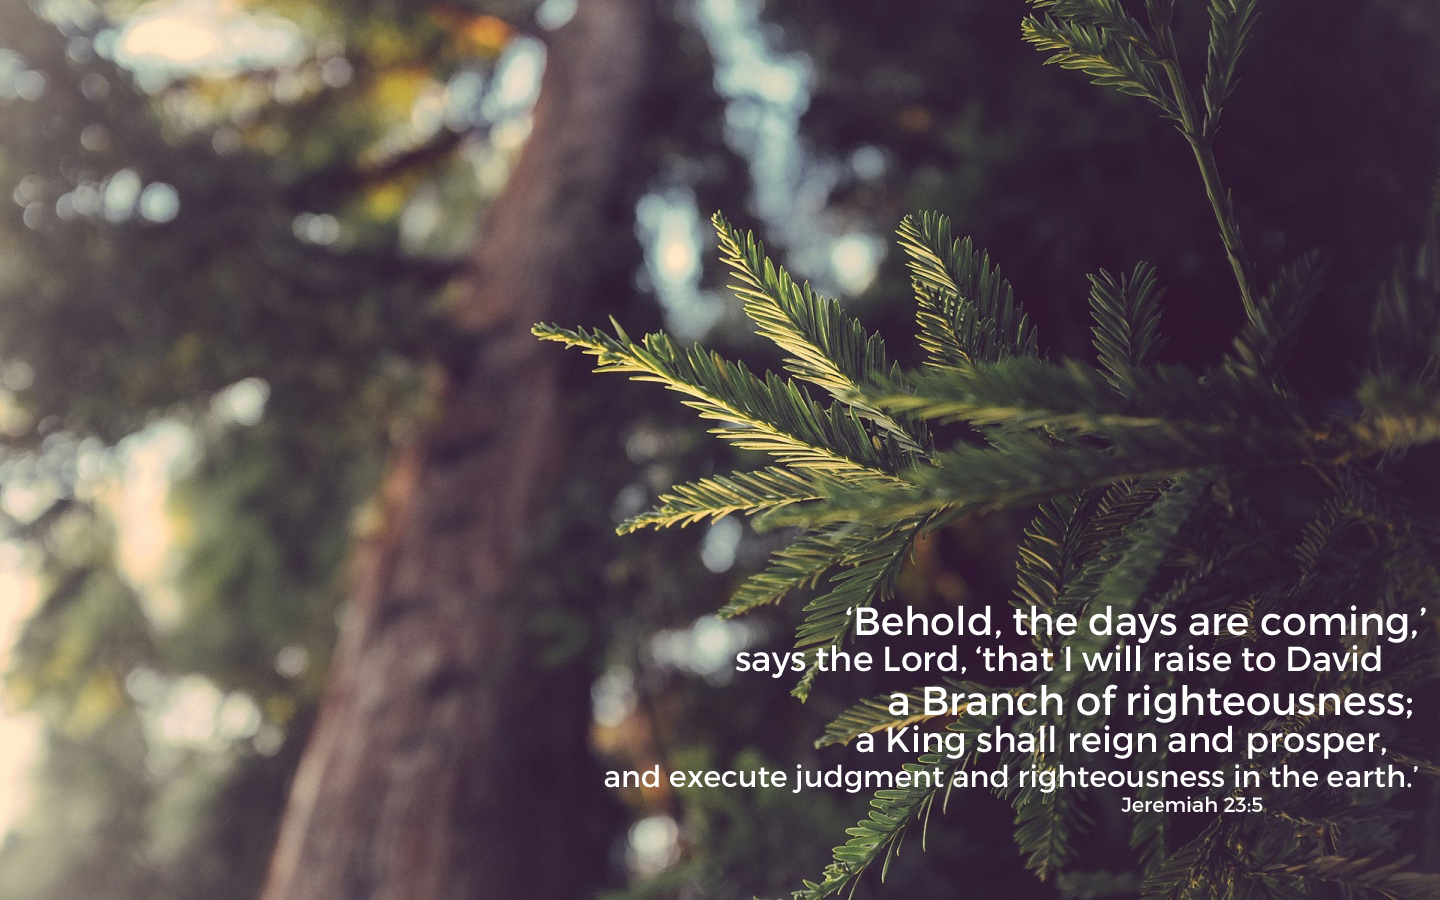 ‘Behold, the days are coming,’
says the Lord, ‘that I will raise to David
a Branch of righteousness;
a King shall reign and prosper,
and execute judgment and righteousness in the earth.’
Jeremiah 23:5